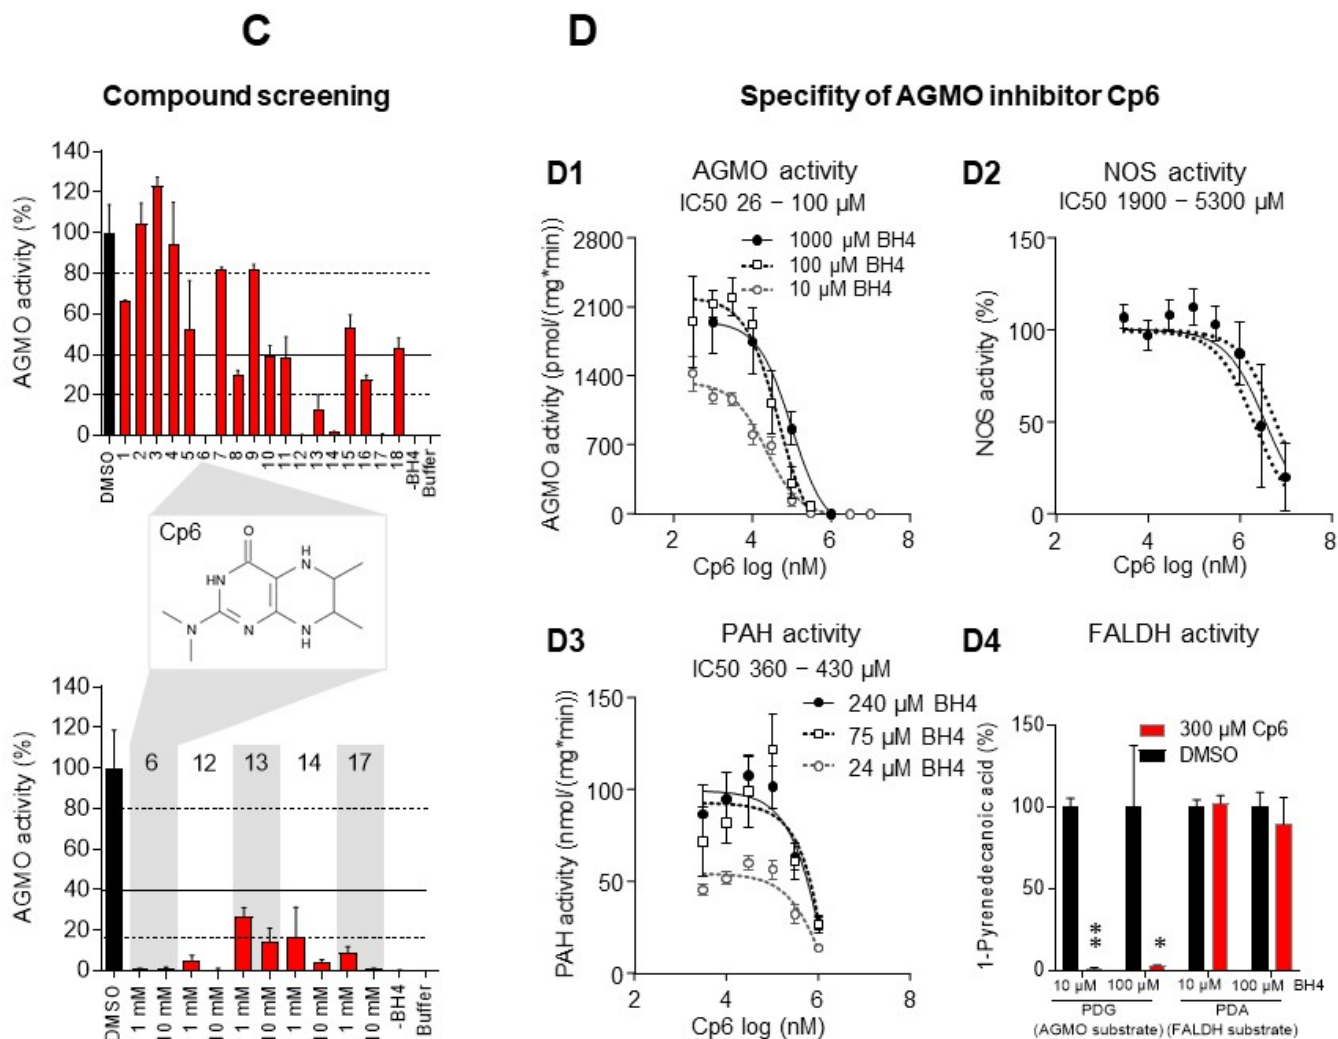 C
Compound screening
AGMO activity (%)
140
120
100
80
60
40
20
0
DMSO
1
2
3
4
5
6
7
8
9
10
11
12
13
14
15
16
17
18
-BH4
Buffer
Cp6
O
H
N
HN
N
N
N
H
AGMO activity (%)
140
120
100
80
60
40
20
0
6 12 13 14 17
DMSO
1 mM
10 mM
1 mM
10 mM
1 mM
10 mM
1 mM
10 mM
1 mM
10 mM
-BH4
Buffer
D
Specifity of AGMO inhibitor Cp6
D1
AGMO activity
IC50 26 – 100 µM
1000 µM BH4
100 µM BH4
10 µM BH4
AGMO activity (pmol/(mg*min))
2800
2100
1400
700
0
2 4 6 8
Cp6 log (nM)
D2
NOS activity
IC50 1900 – 5300 µM
NOS activity (%)
150
100
50
0
2 4 6 8
Cp6 log (nM)
D3
PAH activity
IC50 360 – 430 µM
240 µM BH4
75 µM BH4
24 µM BH4
PAH activity (nmol/(mg*min))
150
100
50
0
2 4 6 8
Cp6 log (nM)
D4
FALDH activity
300 µM Cp6
DMSO
1-Pyrenedecanoic acid (%)
150
100
50
0
**
*
10 µM 100 µM 10 µM 100 µM BH4
PDG PDA
(AGMO substrate) (FALDH substrate)